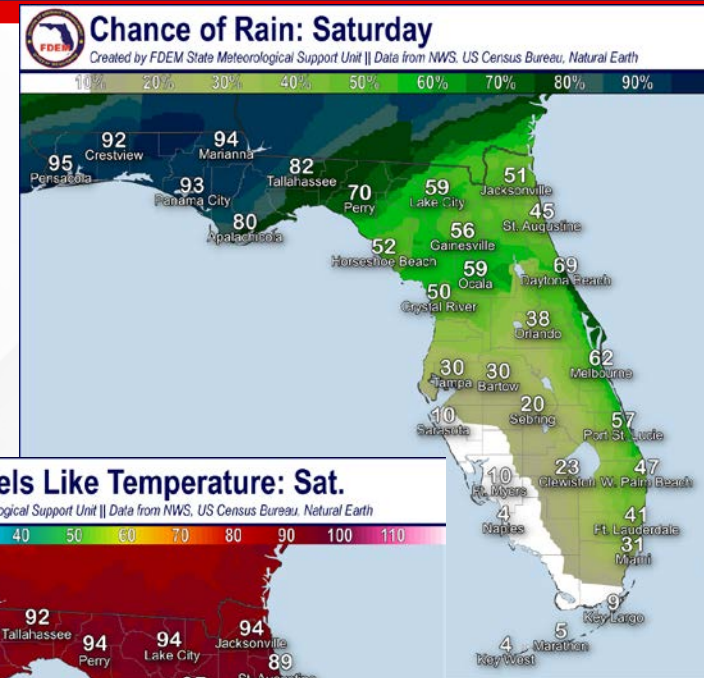 FDEM
Chance of Rain: Saturday
Created by FDEM State Meteorological Support Unit || Data from NWS, US Census Bureau, Natural Earth
10% 20% 30% 40% 50% 60% 70% 80% 90%
95
Pensacola
92
Crestview
94
Marianna
93
Panama City
82
Tallahassee
80
Apalachicola
70
Perry
59
Lake City
51
Jacksonville
45
St. Augustine
56
Gainesville
52
Horseshoe Beach
59
Ocala
69
Daytona Beach
50
Crystal River
38
Orlando
62
Melbourne
30
Tampa
30
Bartow
20
Sebring
10
Sarasota
57
Port St. Lucie
10
Ft. Myers
23
Clewiston
47
W. Palm Beach
4
Naples
41
Ft. Lauderdale
31
Miami
9
Key Largo
5
Marathon
4
Key West
els Like Temperature: Sat.
ological Support Unit || Data from NWS, US Census Bureau, Natural Earth
40 50 60 70 80 90 100 110
92
Tallahassee
94
Perry
94
Lake City
94
Jacksonville
89